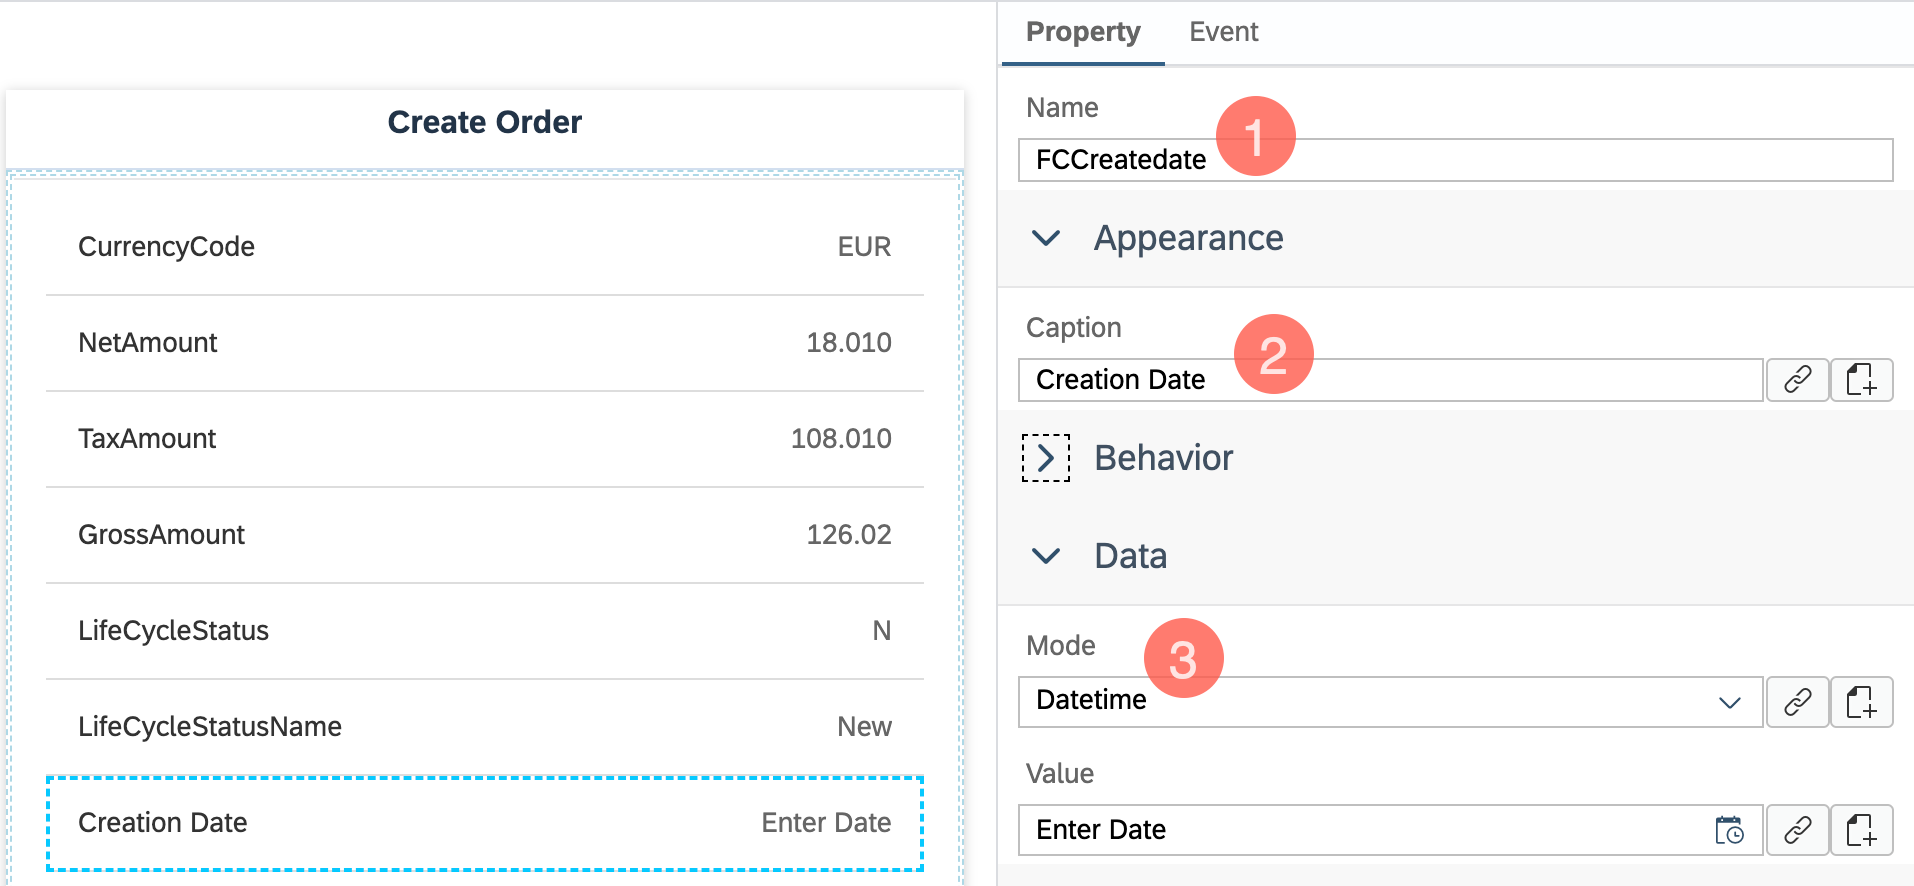 Create Order
CurrencyCode EUR
NetAmount 18.010
TaxAmount 108.010
GrossAmount 126.02
LifeCycleStatus N
LifeCycleStatusName New
Creation Date Enter Date
Property Event
Name
1
FCCreatedate
Appearance
Caption
2
Creation Date
Behavior
Data
Mode
3
Datetime
Value
Enter Date